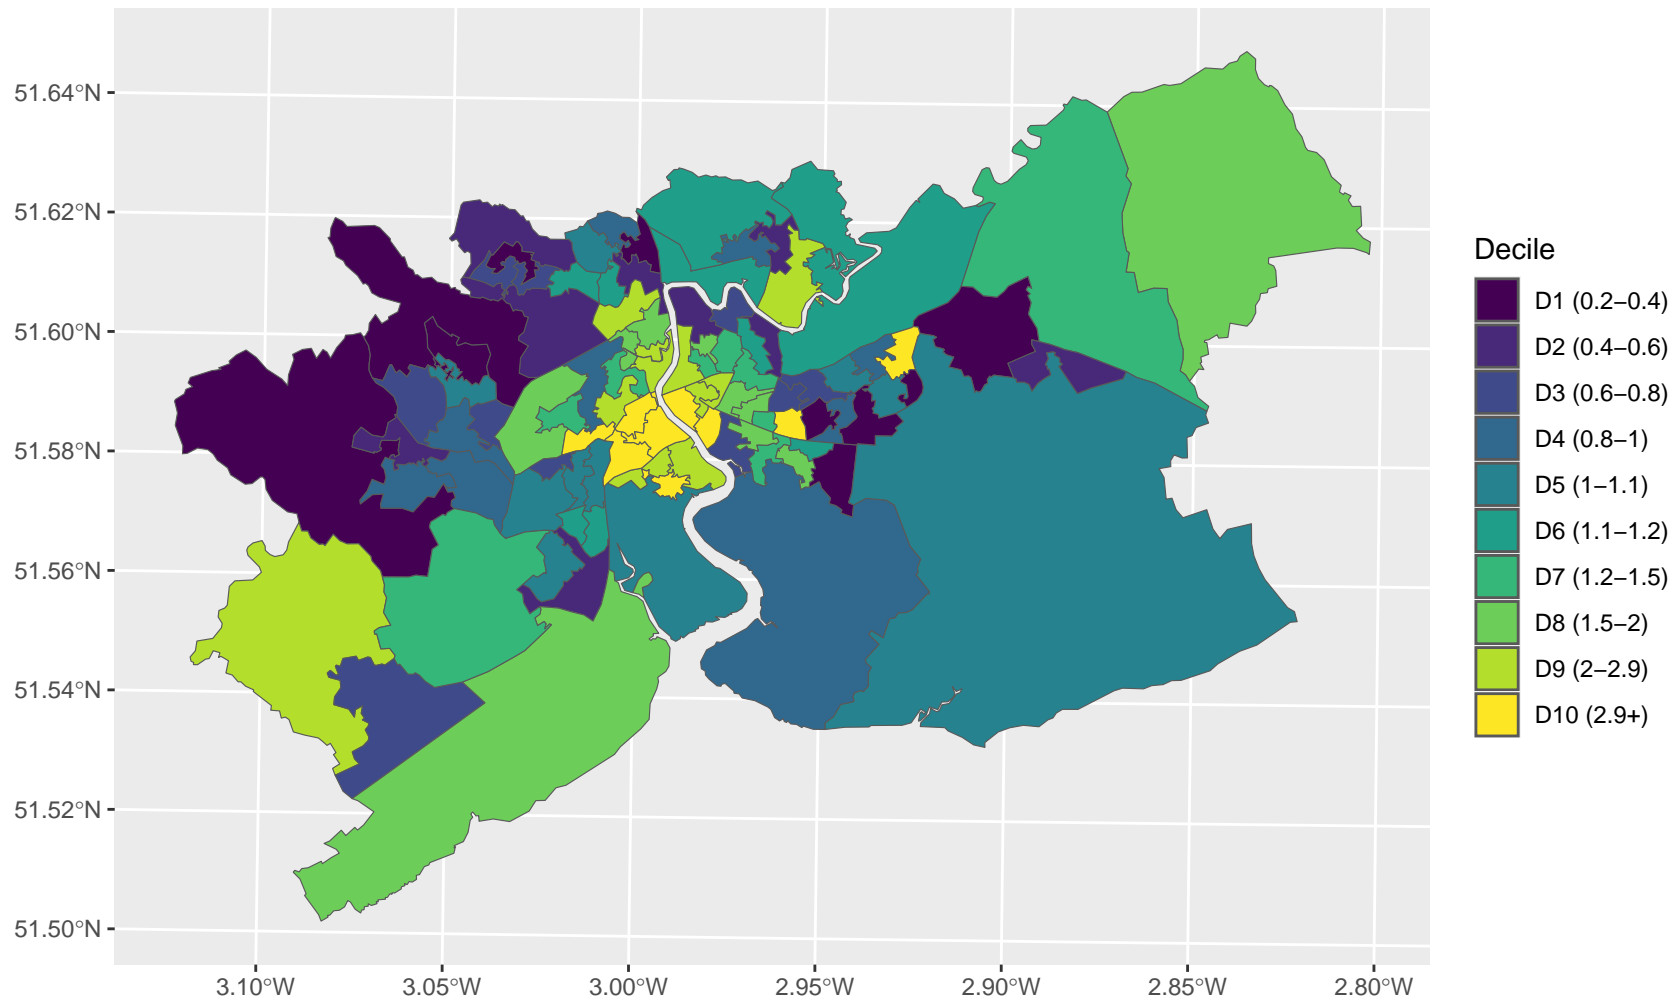 51.64°N
51.62°N
51.60°N
51.58°N
51.56°N
51.54°N
51.52°N
51.50°N
3.10°W 3.05°W 3.00°W 2.95°W 2.90°W 2.85°W 2.80°W
Decile
D1 (0.2–0.4)
D2 (0.4–0.6)
D3 (0.6–0.8)
D4 (0.8–1)
D5 (1–1.1)
D6 (1.1–1.2)
D7 (1.2–1.5)
D8 (1.5–2)
D9 (2–2.9)
D10 (2.9+)